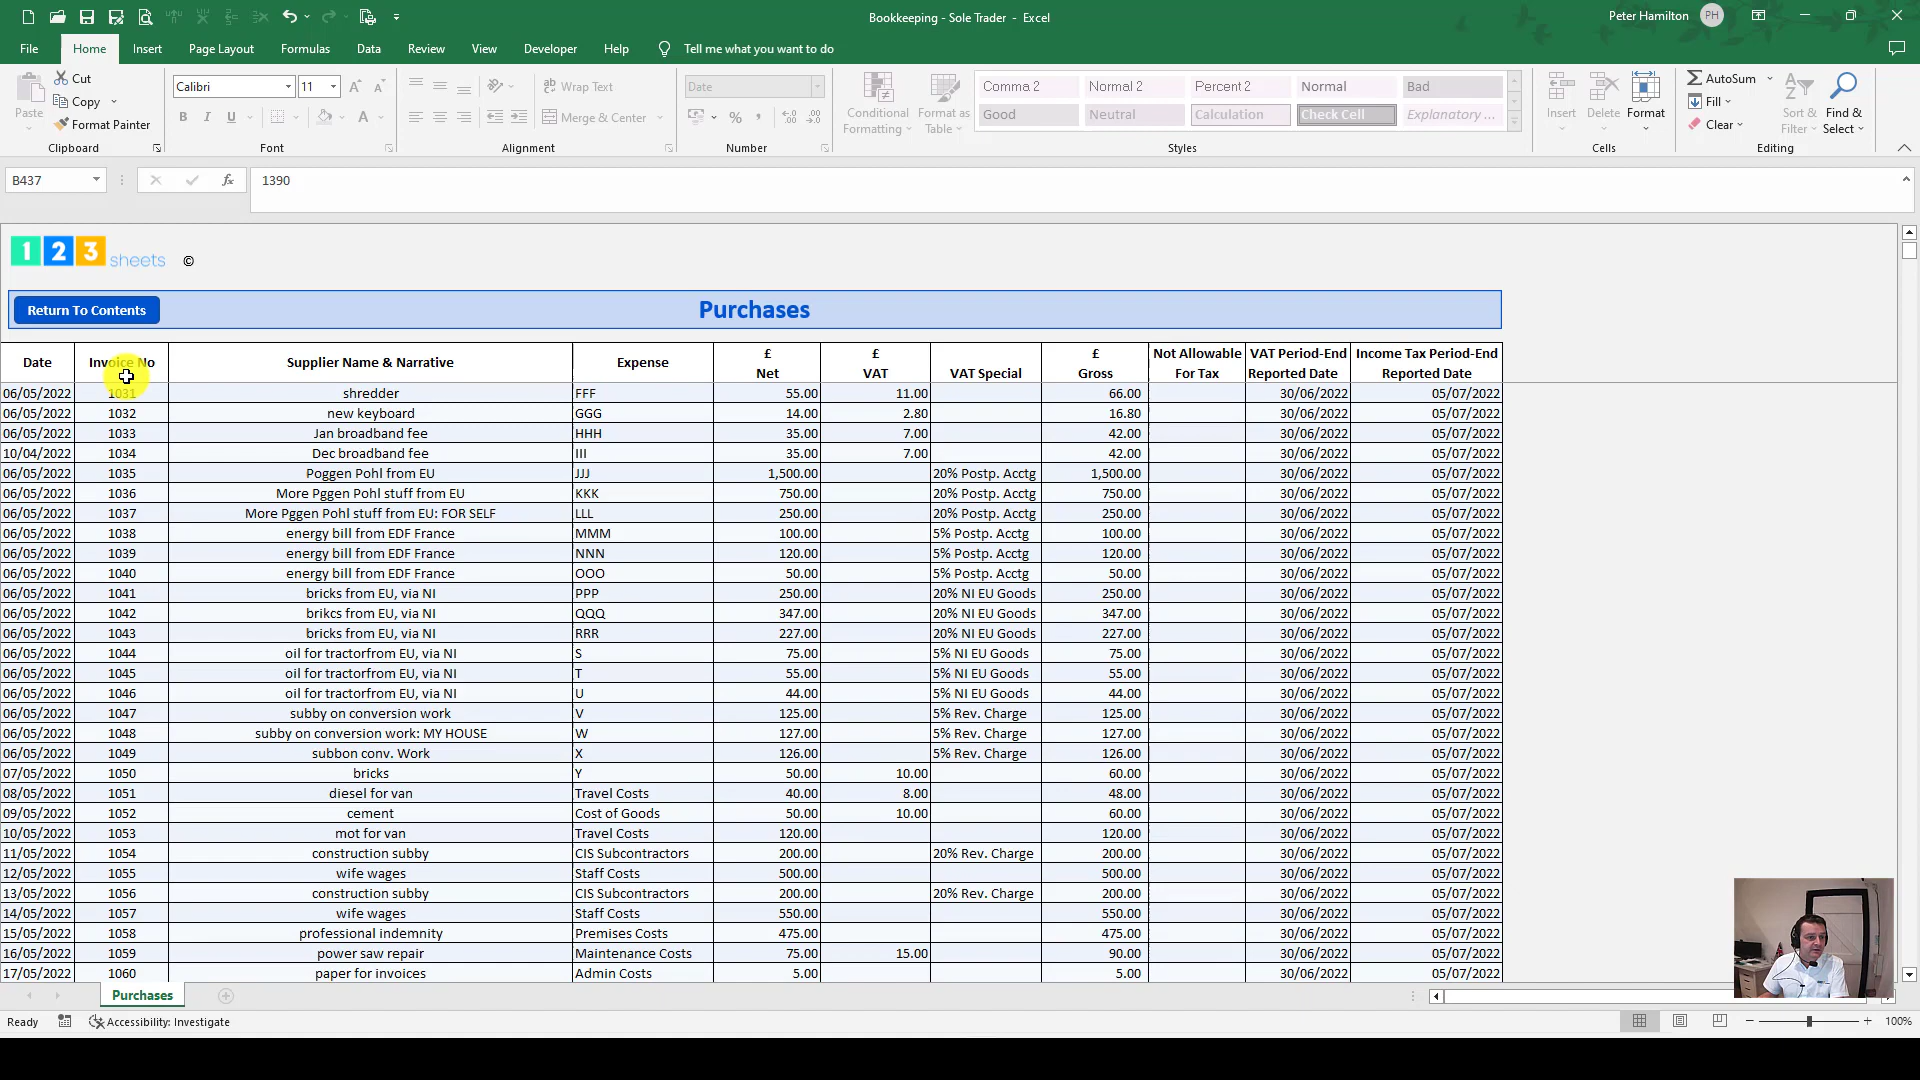 Bookkeeping - Sole Trader - Excel
Peter Hamilton PH
File Home Insert Page Layout Formulas Data Review View Developer Help Tell me what you want to do
Paste
Cut
Copy
Format Painter
Clipboard
Calibri 11
B I U
Font
Wrap Text
Merge & Center
Alignment
Date
Number
Conditional Formatting
Format as Table
Comma 2 Normal 2 Percent 2 Normal Bad
Good Neutral Calculation Check Cell Explanatory ...
Styles
Insert Delete Format
Cells
AutoSum
Fill
Clear
Sort & Filter
Find & Select
Editing
B437 fx 1390
1 2 3 sheets ©
Return To Contents Purchases
Date Invoice No Supplier Name & Narrative Expense £ Net £ VAT VAT Special £ Gross Not Allowable For Tax VAT Period-End Reported Date Income Tax Period-End Reported Date
06/05/2022 1031 shredder FFF 55.00 11.00 66.00 30/06/2022 05/07/2022
06/05/2022 1032 new keyboard GGG 14.00 2.80 16.80 30/06/2022 05/07/2022
06/05/2022 1033 Jan broadband fee HHH 35.00 7.00 42.00 30/06/2022 05/07/2022
10/04/2022 1034 Dec broadband fee III 35.00 7.00 42.00 30/06/2022 05/07/2022
06/05/2022 1035 Poggen Pohl from EU JJJ 1,500.00 20% Postp. Acctg 1,500.00 30/06/2022 05/07/2022
06/05/2022 1036 More Pggen Pohl stuff from EU KKK 750.00 20% Postp. Acctg 750.00 30/06/2022 05/07/2022
06/05/2022 1037 More Pggen Pohl stuff from EU: FOR SELF LLL 250.00 20% Postp. Acctg 250.00 30/06/2022 05/07/2022
06/05/2022 1038 energy bill from EDF France MMM 100.00 5% Postp. Acctg 100.00 30/06/2022 05/07/2022
06/05/2022 1039 energy bill from EDF France NNN 120.00 5% Postp. Acctg 120.00 30/06/2022 05/07/2022
06/05/2022 1040 energy bill from EDF France OOO 50.00 5% Postp. Acctg 50.00 30/06/2022 05/07/2022
06/05/2022 1041 bricks from EU, via NI PPP 250.00 20% NI EU Goods 250.00 30/06/2022 05/07/2022
06/05/2022 1042 brikcs from EU, via NI QQQ 347.00 20% NI EU Goods 347.00 30/06/2022 05/07/2022
06/05/2022 1043 bricks from EU, via NI RRR 227.00 20% NI EU Goods 227.00 30/06/2022 05/07/2022
06/05/2022 1044 oil for tractorfrom EU, via NI S 75.00 5% NI EU Goods 75.00 30/06/2022 05/07/2022
06/05/2022 1045 oil for tractorfrom EU, via NI T 55.00 5% NI EU Goods 55.00 30/06/2022 05/07/2022
06/05/2022 1046 oil for tractorfrom EU, via NI U 44.00 5% NI EU Goods 44.00 30/06/2022 05/07/2022
06/05/2022 1047 subby on conversion work V 125.00 5% Rev. Charge 125.00 30/06/2022 05/07/2022
06/05/2022 1048 subby on conversion work: MY HOUSE W 127.00 5% Rev. Charge 127.00 30/06/2022 05/07/2022
06/05/2022 1049 subbon conv. Work X 126.00 5% Rev. Charge 126.00 30/06/2022 05/07/2022
07/05/2022 1050 bricks Y 50.00 10.00 60.00 30/06/2022 05/07/2022
08/05/2022 1051 diesel for van Travel Costs 40.00 8.00 48.00 30/06/2022 05/07/2022
09/05/2022 1052 cement Cost of Goods 50.00 10.00 60.00 30/06/2022 05/07/2022
10/05/2022 1053 mot for van Travel Costs 120.00 120.00 30/06/2022 05/07/2022
11/05/2022 1054 construction subby CIS Subcontractors 200.00 20% Rev. Charge 200.00 30/06/2022 05/07/2022
12/05/2022 1055 wife wages Staff Costs 500.00 500.00 30/06/2022 05/07/2022
13/05/2022 1056 construction subby CIS Subcontractors 200.00 20% Rev. Charge 200.00 30/06/2022 05/07/2022
14/05/2022 1057 wife wages Staff Costs 550.00 550.00 30/06/2022 05/07/2022
15/05/2022 1058 professional indemnity Premises Costs 475.00 475.00 30/06/2022 05/07/2022
16/05/2022 1059 power saw repair Maintenance Costs 75.00 15.00 90.00 30/06/2022 05/07/2022
17/05/2022 1060 paper for invoices Admin Costs 5.00 5.00 30/06/2022 05/07/2022
Purchases
Ready Accessibility: Investigate 100%